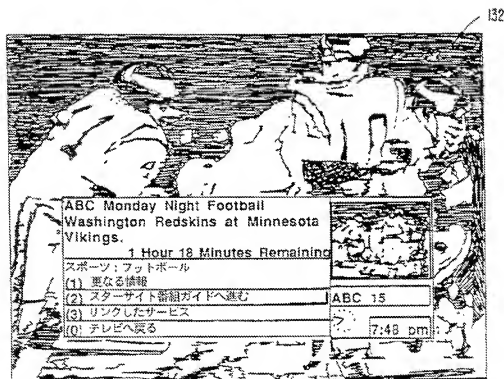 132
ABC Monday Night Football
Washington Redskins at Minnesota
Vikings.
1 Hour 18 Minutes Remaining
スポーツ:フットボール
(1) 更なる情報
(2) スターサイト番組ガイドへ進む
(3) リンクしたサービス
(0) テレビへ戻る
ABC 15
7:48 pm